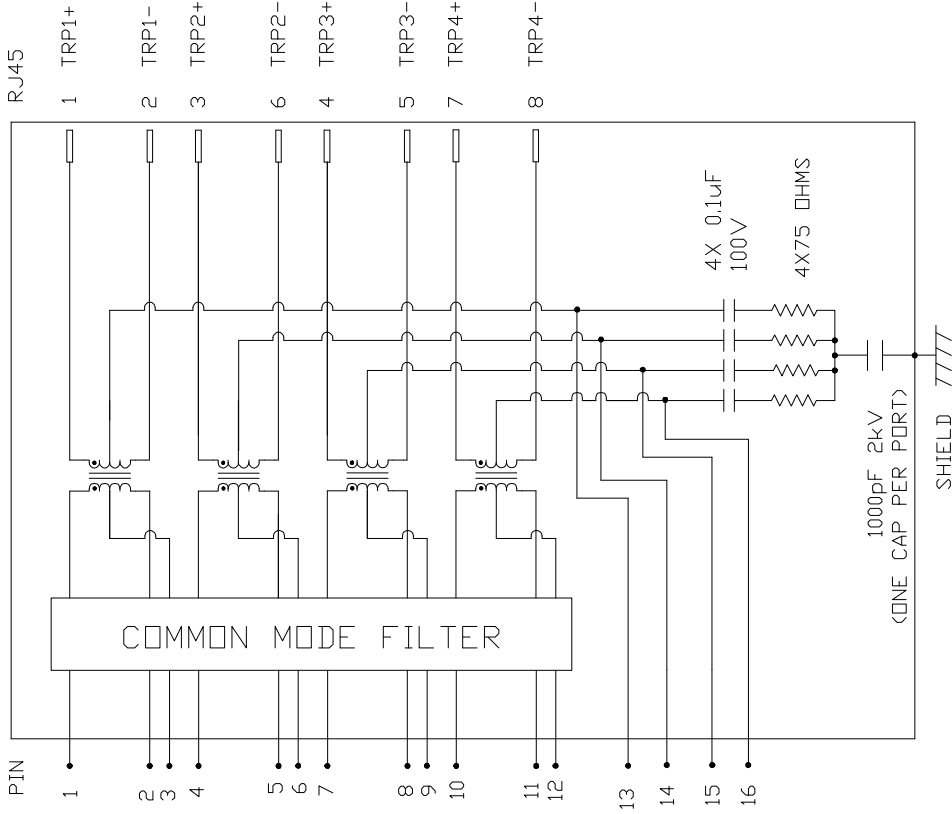 RJ45
1 TRP1+
2 TRP1-
3 TRP2+
6 TRP2-
4 TRP3+
5 TRP3-
7 TRP4+
8 TRP4-
4X 0.1uF
100V
4X75 OHMS
1000pF 2kV
(ONE CAP PER PORT)
SHIELD
COMMON MODE FILTER
PIN
1
2
3
4
5
6
7
8
9
10
11
12
13
14
15
16